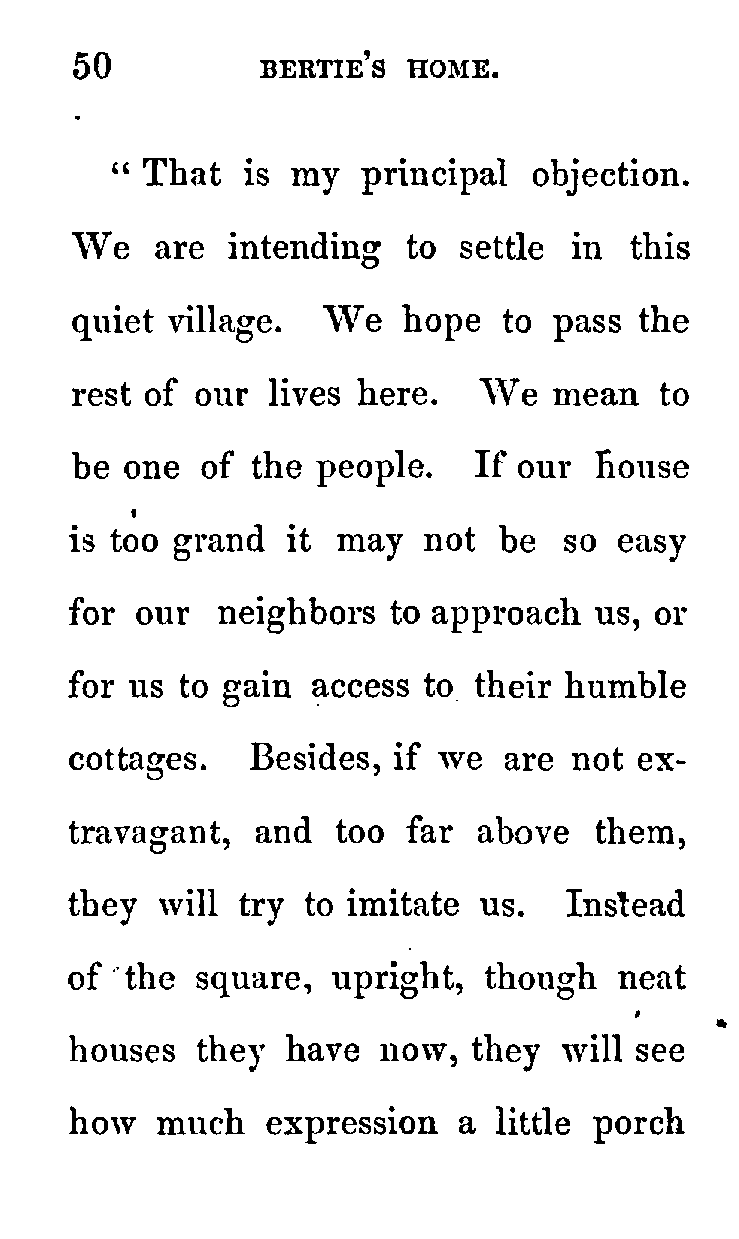 50 BERTIE'S HOME.
“ That is my principal objection.
We are intending to settle in this
quiet village. We hope to pass the
rest of our lives here. We mean to
be one of the people. If our house
is too grand it may not be so easy
for our neighbors to approach us, or
for us to gain access to their humble
cottages. Besides, if we are not ex-
travagant, and too far above them,
they will try to imitate us. Instead
of the square, upright, though neat
houses they have now, they will see
how much expression a little porch